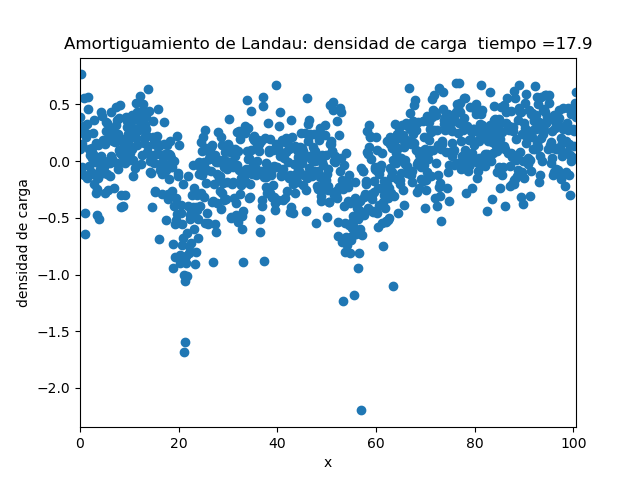 Amortiguamiento de Landau: densidad de carga  tiempo =17.9
densidad de carga
0.5
0.0
−0.5
−1.0
−1.5
−2.0
0 20 40 60 80 100
x